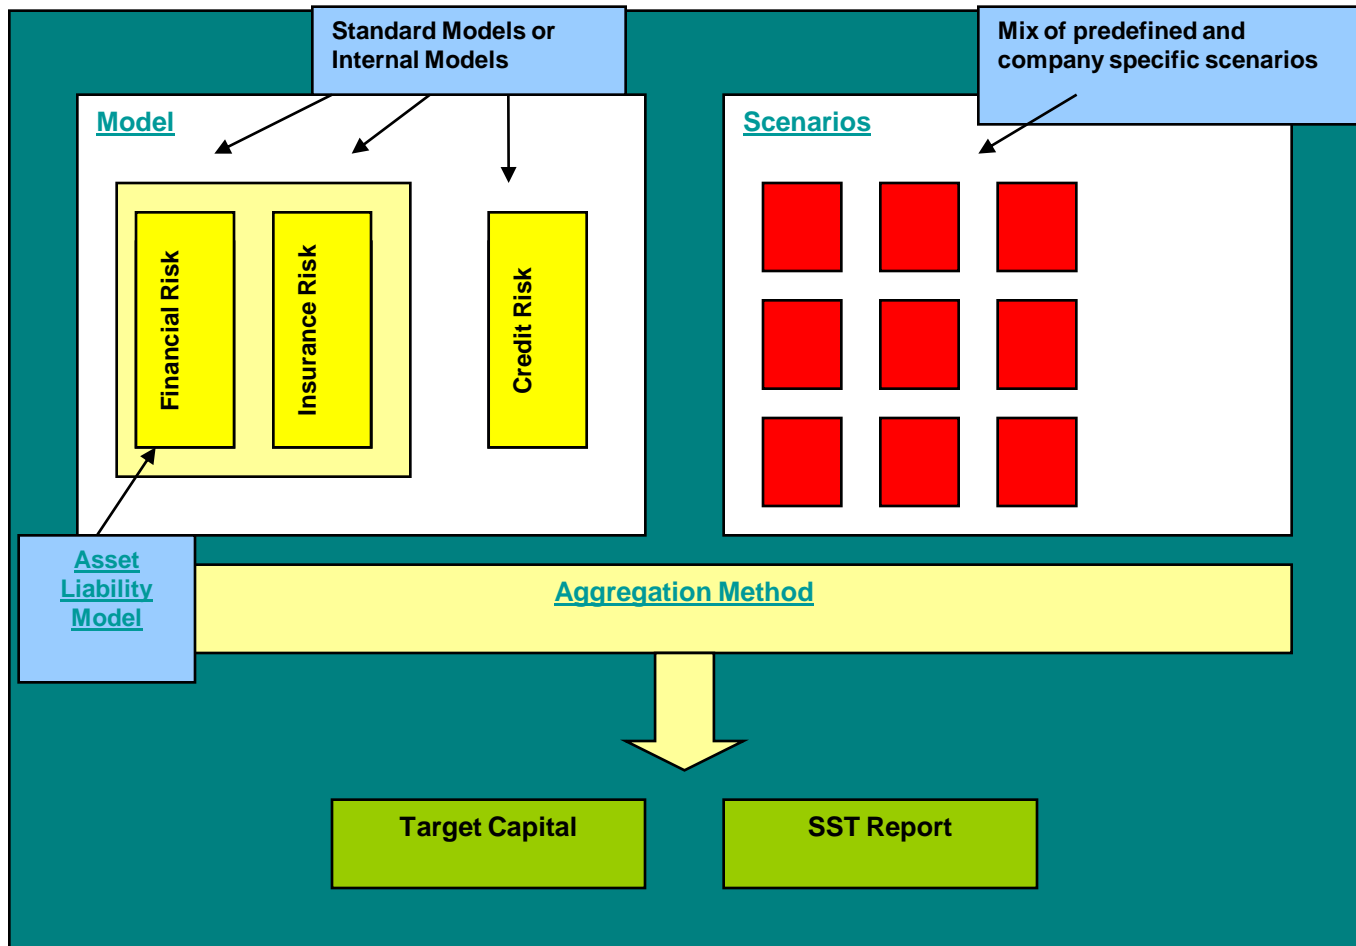 Standard Models or
Internal Models
Mix of predefined and
company specific scenarios
Model
Scenarios
Financial Risk
Insurance Risk
Credit Risk
Asset
Liability
Model
Aggregation Method
Target Capital
SST Report